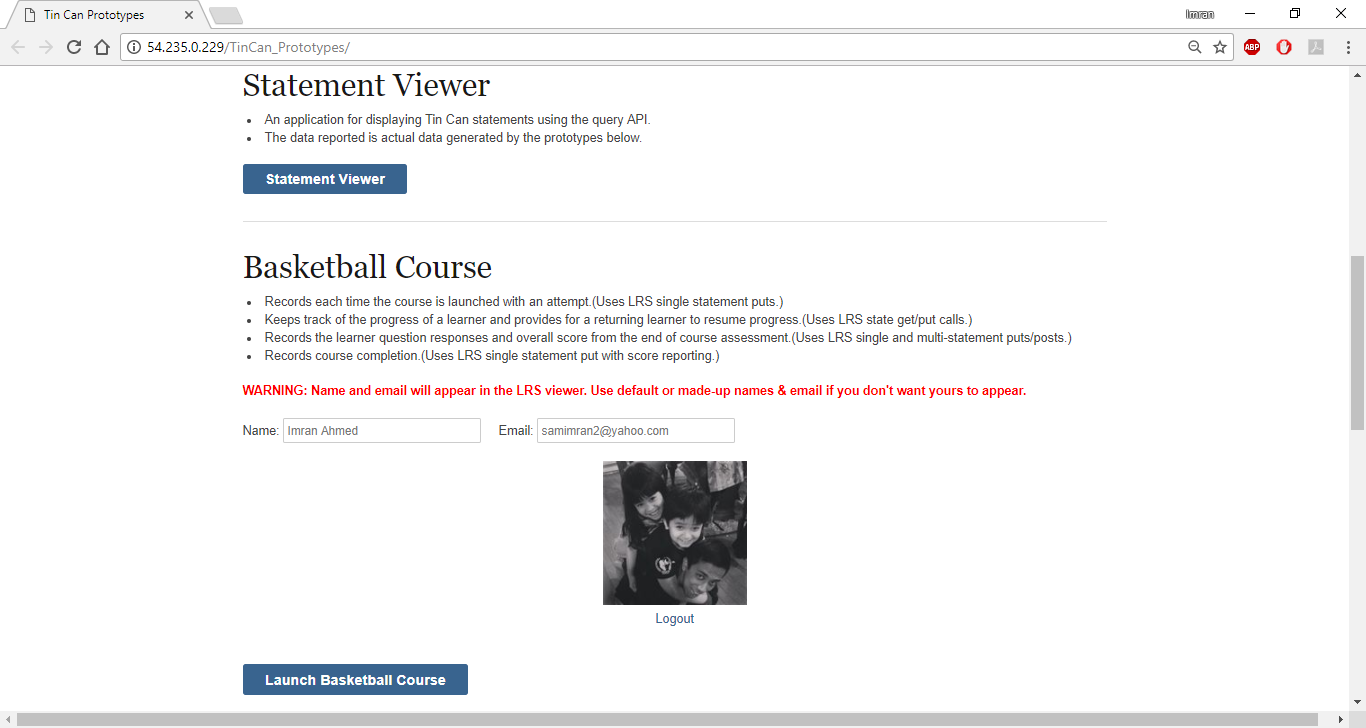 Tin Can Prototypes
Imran
54.235.0.229/TinCan_Prototypes/
ABP
Statement Viewer
An application for displaying Tin Can statements using the query API.
The data reported is actual data generated by the prototypes below.
Statement Viewer
Basketball Course
Records each time the course is launched with an attempt.(Uses LRS single statement puts.)
Keeps track of the progress of a learner and provides for a returning learner to resume progress.(Uses LRS state get/put calls.)
Records the learner question responses and overall score from the end of course assessment.(Uses LRS single and multi-statement puts/posts.)
Records course completion.(Uses LRS single statement put with score reporting.)
WARNING: Name and email will appear in the LRS viewer. Use default or made-up names & email if you don't want yours to appear.
Name: Imran Ahmed Email: samimran2@yahoo.com
Logout
Launch Basketball Course